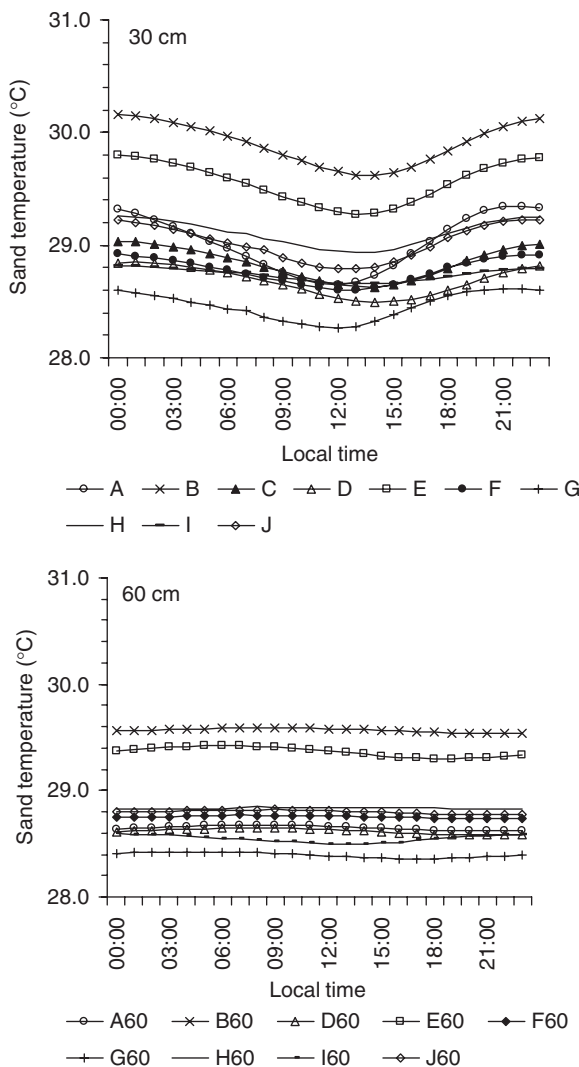 31.0
30 cm
30.0
29.0
28.0
Sand temperature (°C)
00:00
03:00
06:00
09:00
12:00
15:00
18:00
21:00
Local time
A B C D E F G
H I J
31.0
60 cm
30.0
29.0
28.0
Sand temperature (°C)
00:00
03:00
06:00
09:00
12:00
15:00
18:00
21:00
Local time
A60 B60 D60 E60 F60
G60 H60 I60 J60